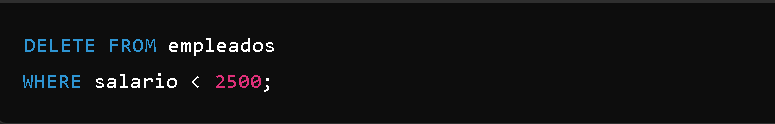 DELETE FROM empleados
WHERE salario < 2500;